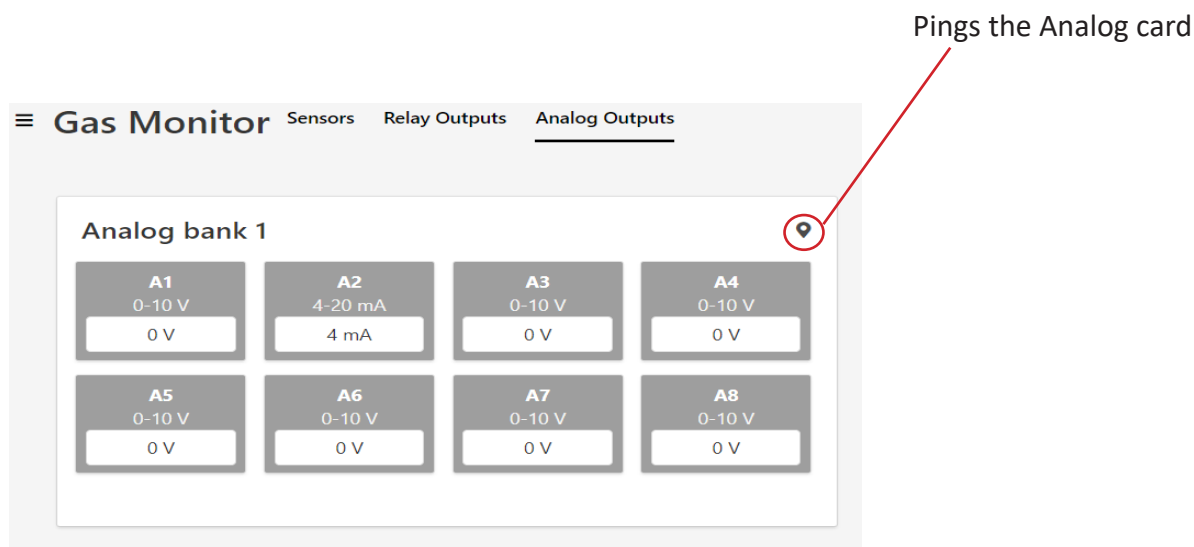 Pings the Analog card
Gas Monitor Sensors Relay Outputs Analog Outputs
Analog bank 1
A1 A2 A3 A4
0-10 V 4-20 mA 0-10 V 0-10 V
0 V 4 mA 0 V 0 V
A5 A6 A7 A8
0-10 V 0-10 V 0-10 V 0-10 V
0 V 0 V 0 V 0 V